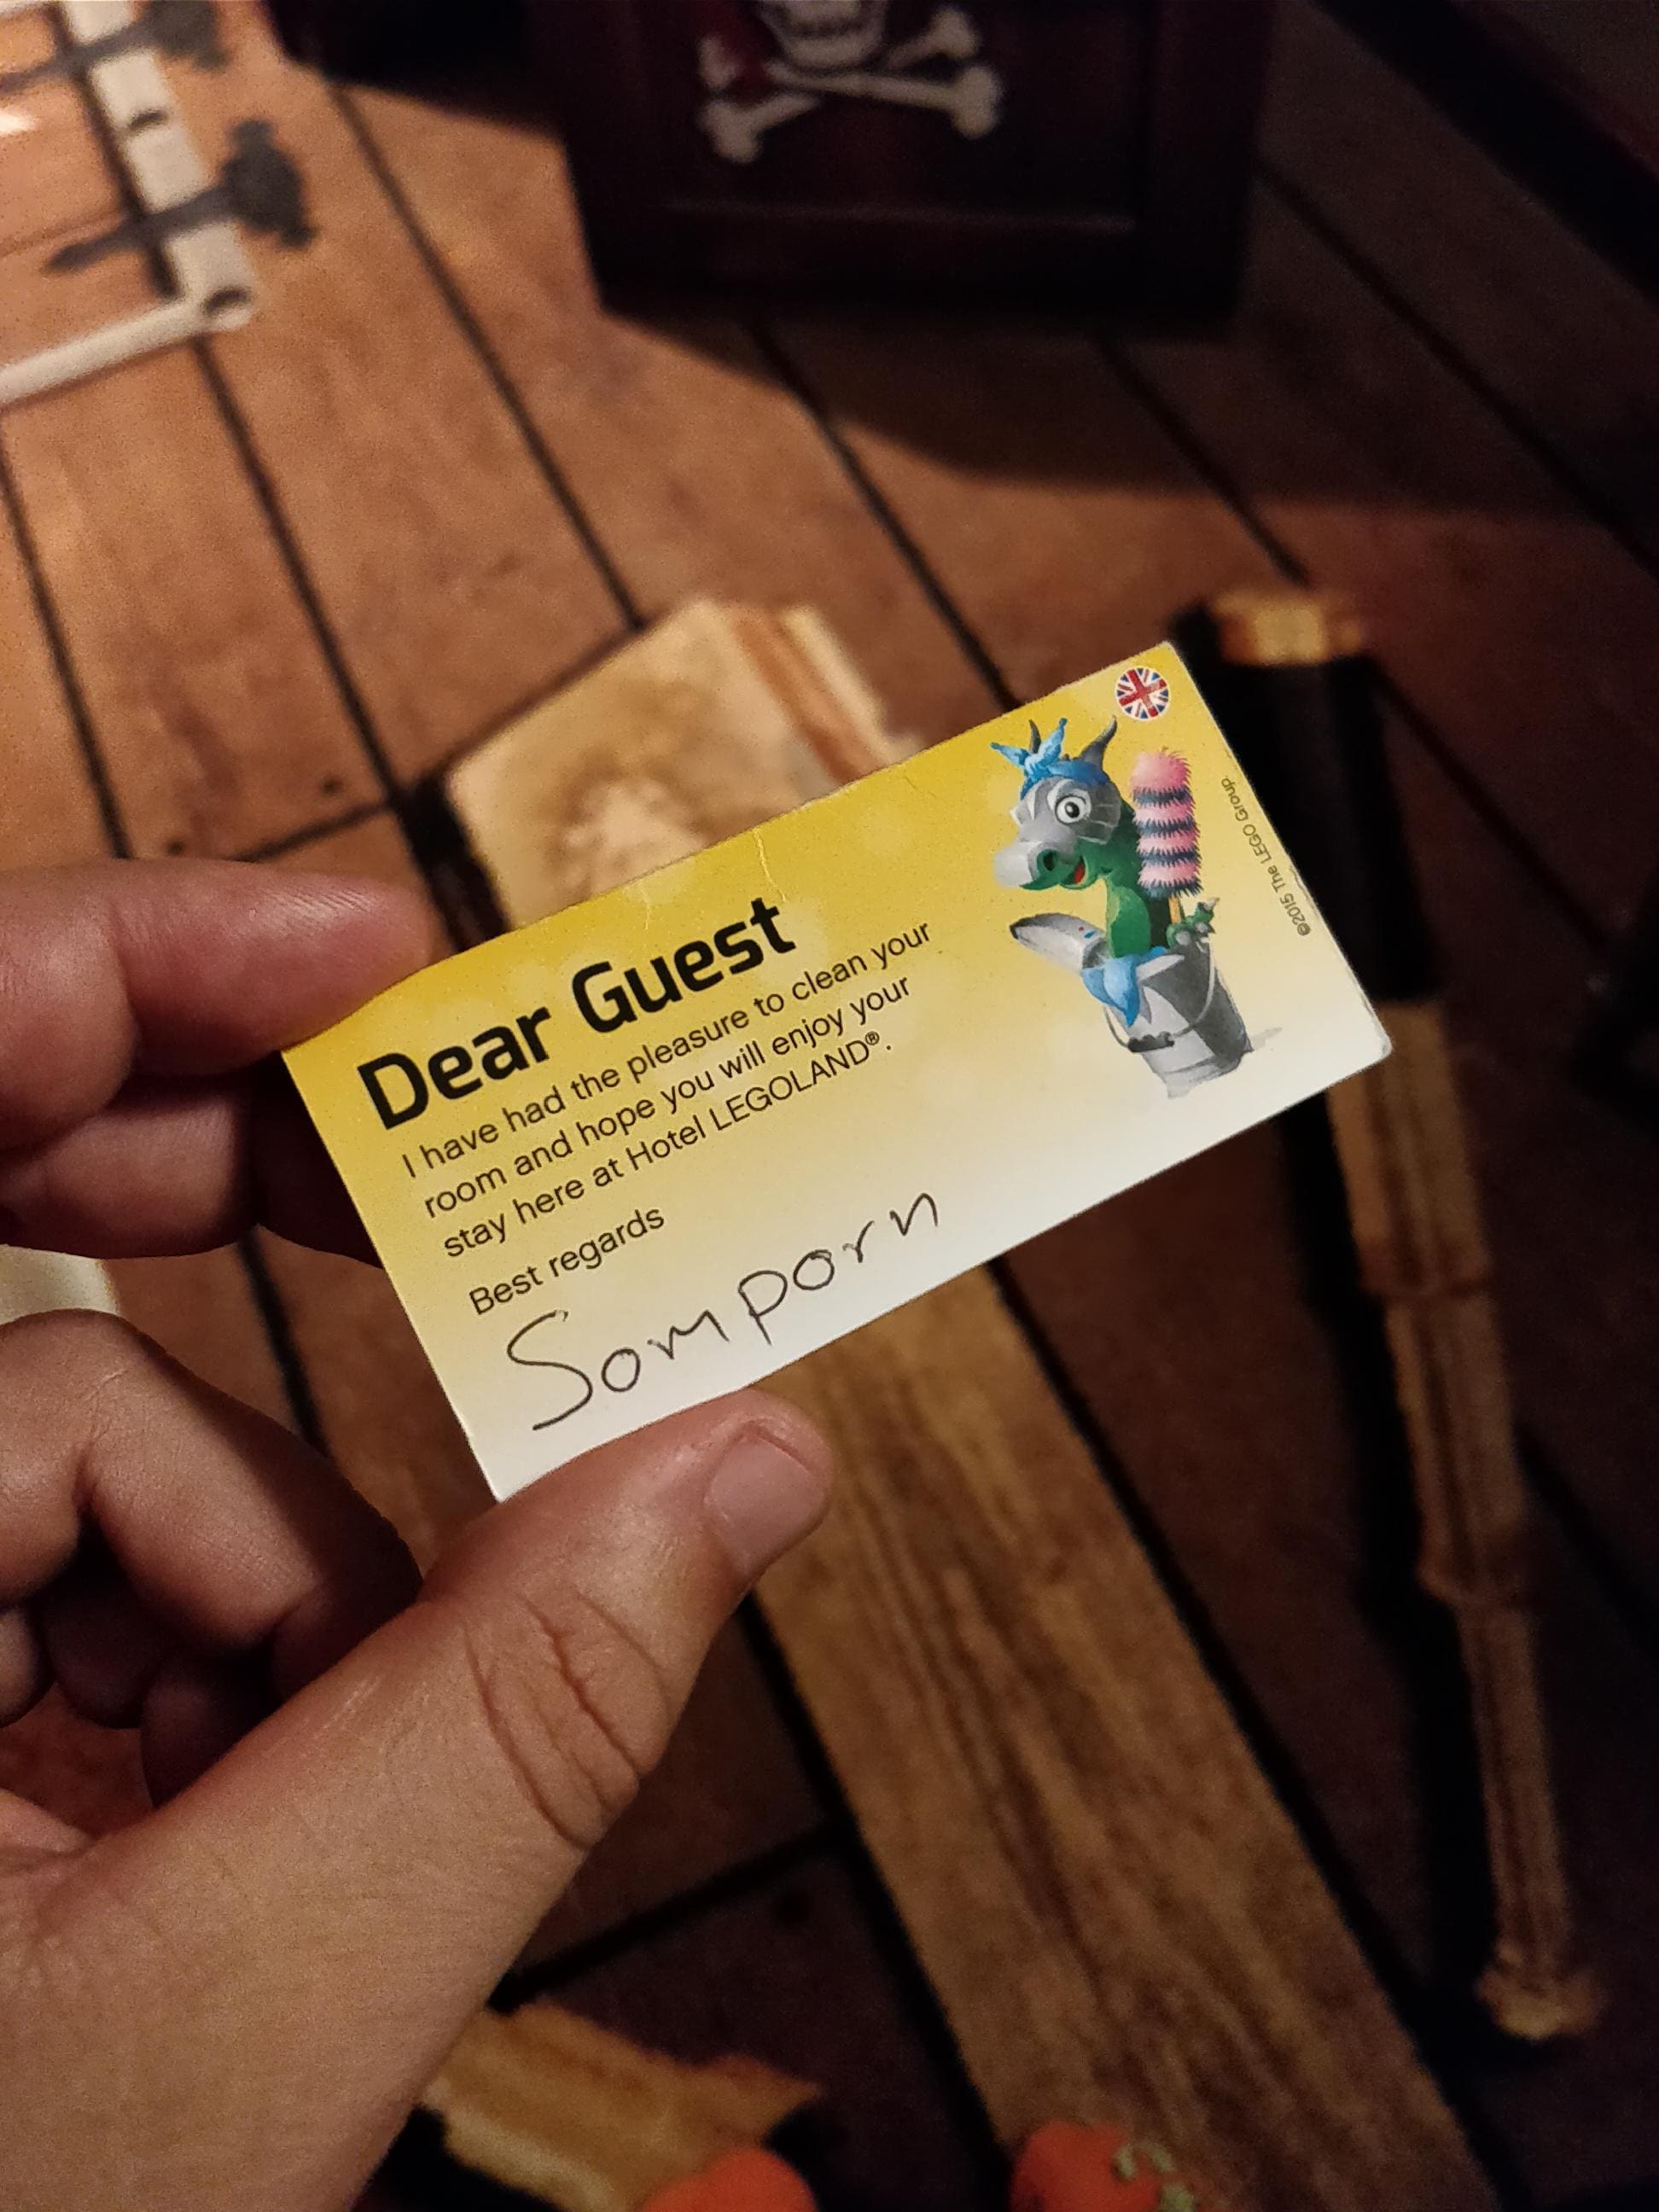 Dear Guest
I have had the pleasure to clean your
room and hope you will enjoy your
stay here at Hotel LEGOLAND®.
Best regards
Somporn
©2015 The LEGO Group.